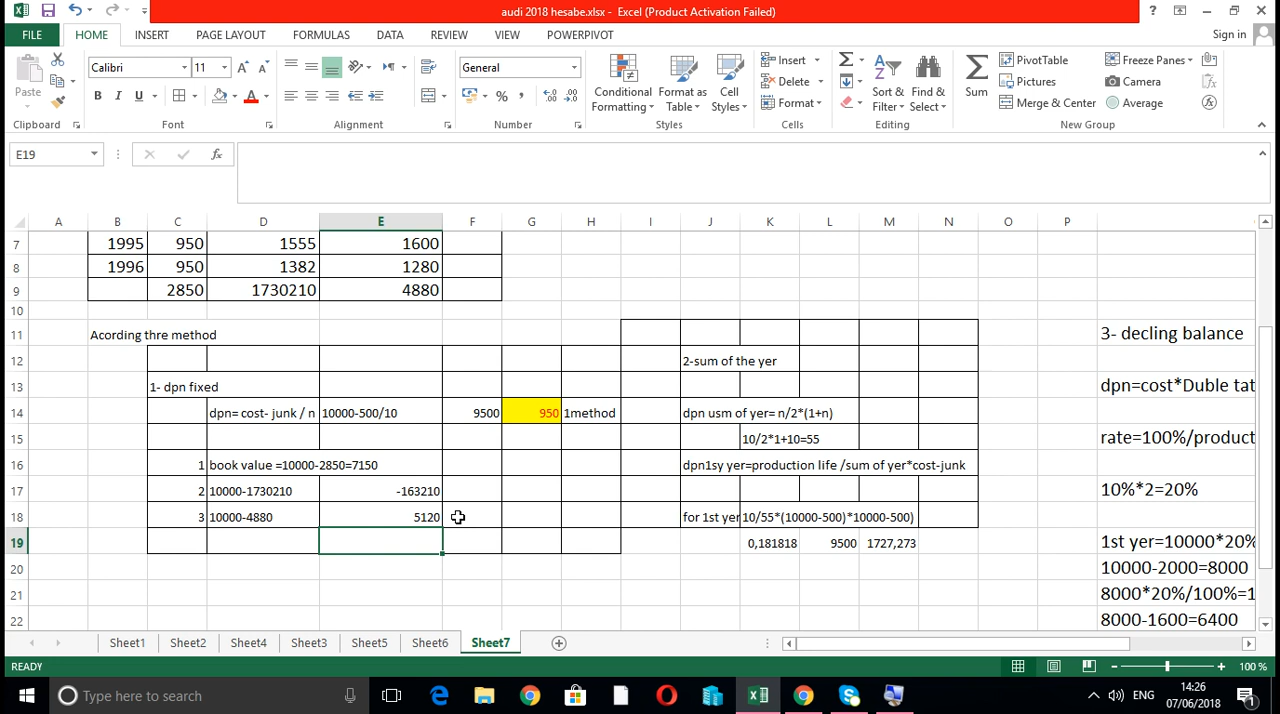 audi 2018 hesabe.xlsx - Excel (Product Activation Failed)
FILE HOME INSERT PAGE LAYOUT FORMULAS DATA REVIEW VIEW POWERPIVOT Sign in
Calibri 11 General
Paste B I U Conditional Formatting Format as Table Cell Styles Insert Delete Format Sort & Filter Find & Select Sum PivotTable Pictures Merge & Center Freeze Panes Camera Average
Clipboard Font Alignment Number Styles Cells Editing New Group
E19
A B C D E F G H I J K L M N O P
7 1995 950 1555 1600
8 1996 950 1382 1280
9 2850 1730210 4880
10
11 Acording thre method 3- decling balance
12 2-sum of the yer
13 1- dpn fixed dpn=cost*Duble tat
14 dpn= cost- junk / n 10000-500/10 9500 950 1method dpn usm of yer= n/2*(1+n)
15 10/2*1+10=55 rate=100%/product
16 1 book value =10000-2850=7150 dpn1sy yer=production life /sum of yer*cost-junk
17 2 10000-1730210 -163210 10%*2=20%
18 3 10000-4880 5120 for 1st yer 10/55*(10000-500)*10000-500)
19 0,181818 9500 1727,273 1st yer=10000*20%
20 10000-2000=8000
21 8000*20%/100%=1
22 8000-1600=6400
Sheet1 Sheet2 Sheet4 Sheet3 Sheet5 Sheet6 Sheet7
READY 100 %
Type here to search ENG 14:26
07/06/2018